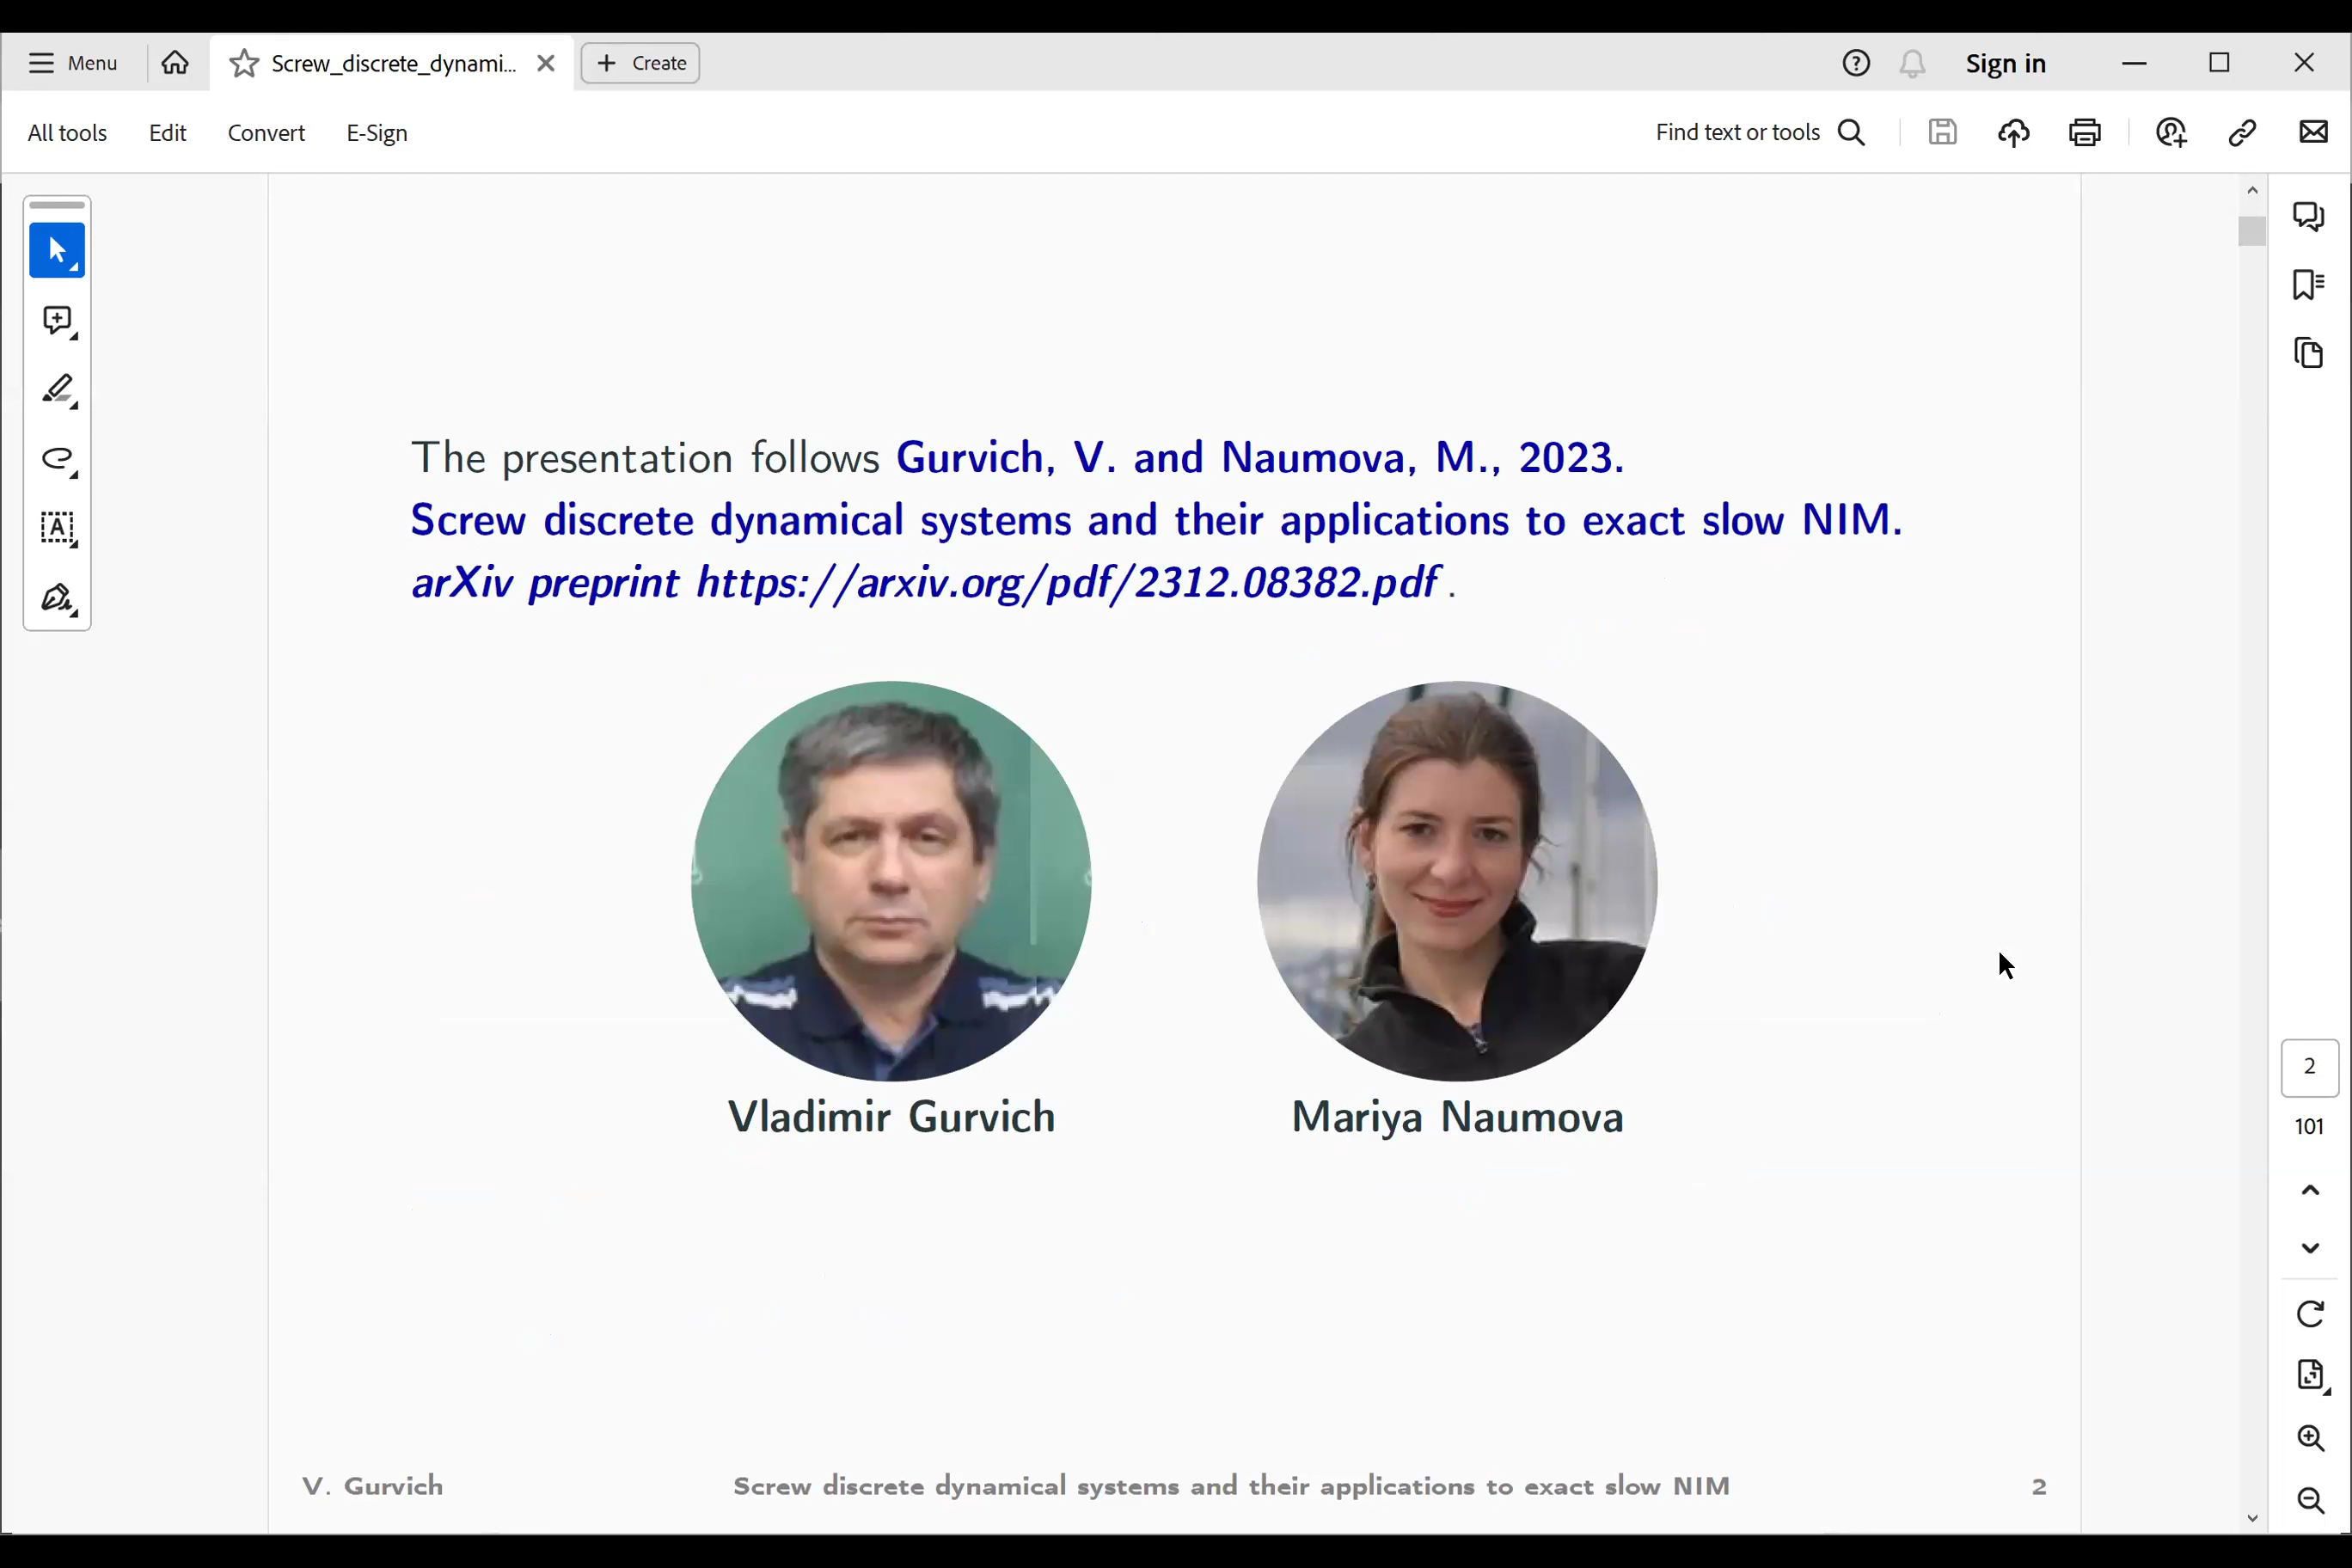 Menu
Screw_discrete_dynami...
Create
Sign in
All tools
Edit
Convert
E-Sign
Find text or tools
The presentation follows Gurvich, V. and Naumova, M., 2023.
Screw discrete dynamical systems and their applications to exact slow NIM.
arXiv preprint https://arxiv.org/pdf/2312.08382.pdf .
Vladimir Gurvich
Mariya Naumova
2
101
V. Gurvich
Screw discrete dynamical systems and their applications to exact slow NIM
2